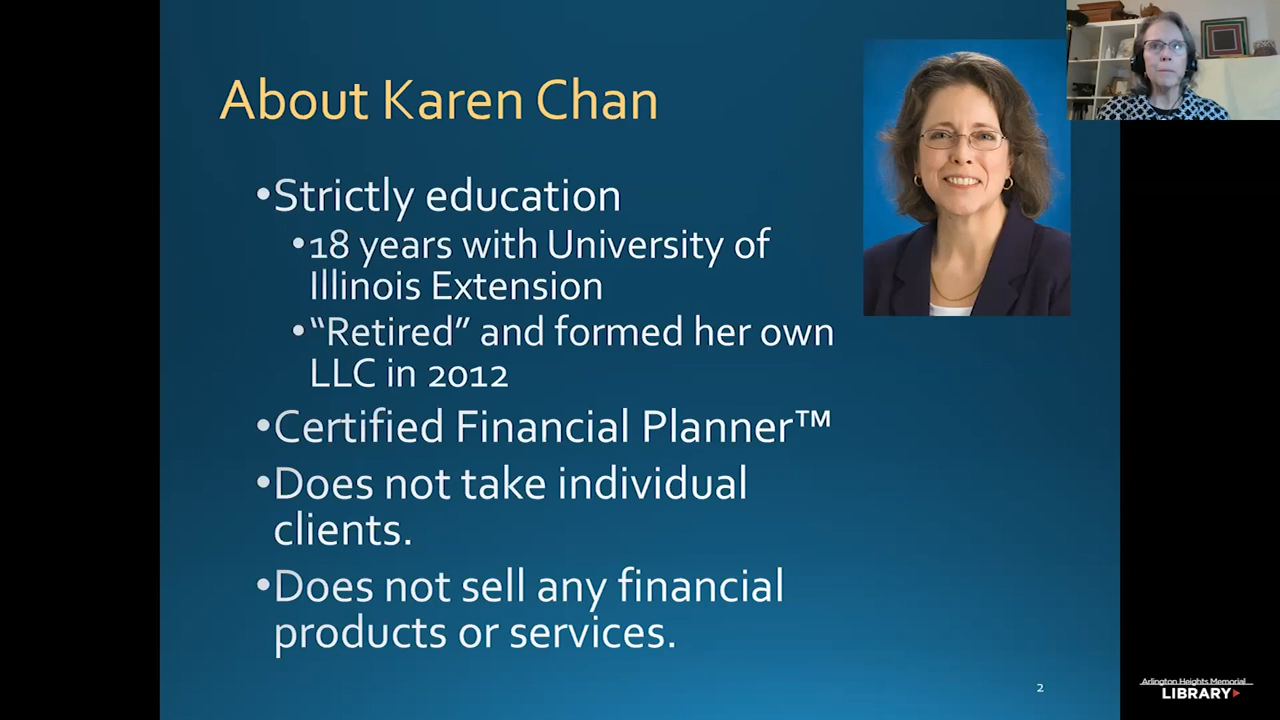 About Karen Chan
•Strictly education
•18 years with University of
Illinois Extension
•“Retired” and formed her own
LLC in 2012
•Certified Financial Planner™
•Does not take individual
clients.
•Does not sell any financial
products or services.
2
Arlington Heights Memorial
LIBRARY